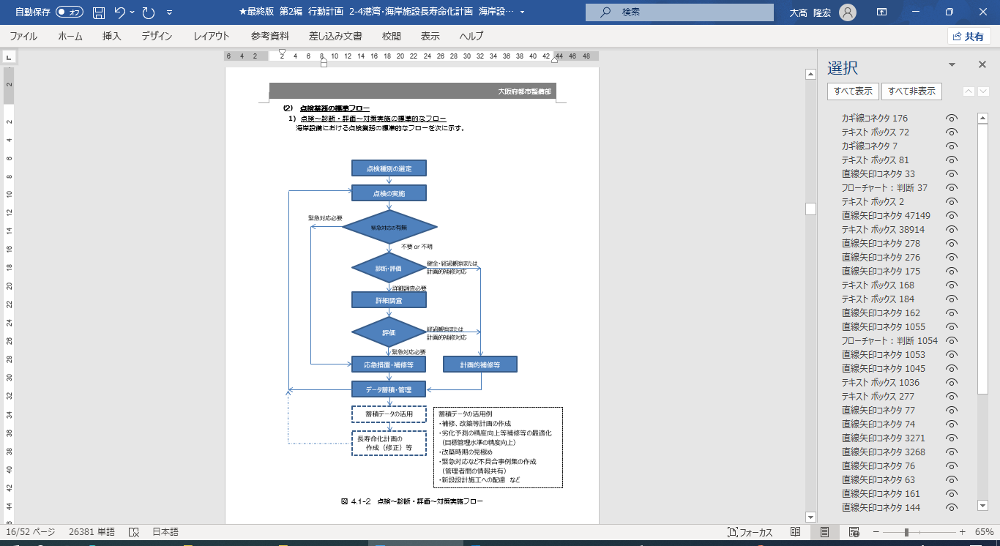 自動保存 オフ
★最終版 第2編 行動計画 2-4港湾・海岸施設長寿命化計画 海岸設…
検索
大高 隆宏
ファイル ホーム 挿入 デザイン レイアウト 参考資料 差し込み文書 校閲 表示 ヘルプ
共有
6 4 2 2 4 6 8 10 12 14 16 18 20 22 24 26 28 30 32 34 36 38 40 42 44 46 48
2
2
4
6
8
10
12
14
16
18
20
22
24
26
28
30
32
34
36
38
40
42
44
大阪府都市整備部
(2) 点検業務の標準フロー
1) 点検～診断・評価～対策実施の標準的なフロー
海岸設備における点検業務の標準的なフローを次に示す。
点検種別の選定
点検の実施
緊急対応必要
緊急対応の有無
不要 or 不明
診断・評価
健全・経過観察または
計画的補修対応
詳細調査必要
詳細調査
評価
経過観察または
計画的補修対応
緊急対応必要
応急措置・補修等
計画的補修等
データ蓄積・管理
蓄積データの活用
長寿命化計画の
作成（修正）等
蓄積データの活用例
・補修、改築等計画の作成
・劣化予測の精度向上等補修等の最適化
（目標管理水準の精度向上）
・改築時期の見極め
・緊急対応など不具合事例集の作成
（管理者間の情報共有）
・新設設計施工への配慮 など
図 4.1-2 点検～診断・評価～対策実施フロー
選択
すべて表示 すべて非表示
カギ線コネクタ 176
テキスト ボックス 72
カギ線コネクタ 7
テキスト ボックス 81
直線矢印コネクタ 33
フローチャート : 判断 37
テキスト ボックス 2
直線矢印コネクタ 47149
テキスト ボックス 38914
直線矢印コネクタ 278
直線矢印コネクタ 276
直線矢印コネクタ 175
テキスト ボックス 168
テキスト ボックス 184
直線矢印コネクタ 162
直線矢印コネクタ 1055
フローチャート : 判断 1054
直線矢印コネクタ 1053
直線矢印コネクタ 1045
テキスト ボックス 1036
テキスト ボックス 277
直線矢印コネクタ 77
直線矢印コネクタ 74
直線矢印コネクタ 3271
直線矢印コネクタ 3268
直線矢印コネクタ 76
直線矢印コネクタ 63
直線矢印コネクタ 161
直線矢印コネクタ 144
16/52 ページ 26381 単語 日本語
フォーカス
65%